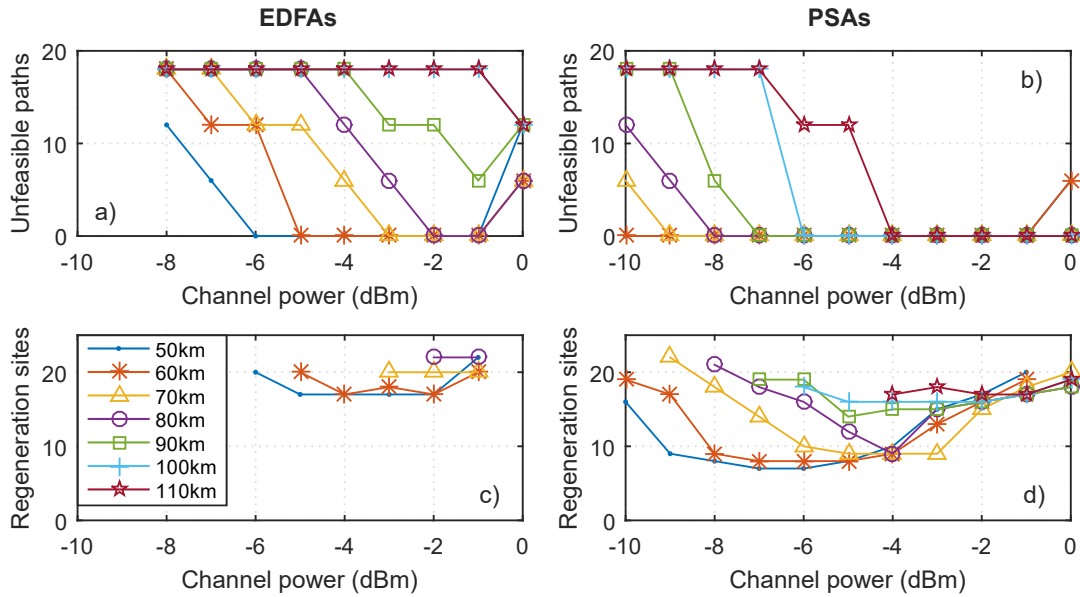 EDFAs
PSAs
Unfeasible paths
20
10
0
a)
-10
-8
-6
-4
-2
0
Channel power (dBm)
Unfeasible paths
20
10
0
b)
-10
-8
-6
-4
-2
0
Channel power (dBm)
Regeneration sites
20
10
0
50km
60km
70km
80km
90km
100km
110km
c)
-10
-8
-6
-4
-2
0
Channel power (dBm)
Regeneration sites
20
10
0
d)
-10
-8
-6
-4
-2
0
Channel power (dBm)